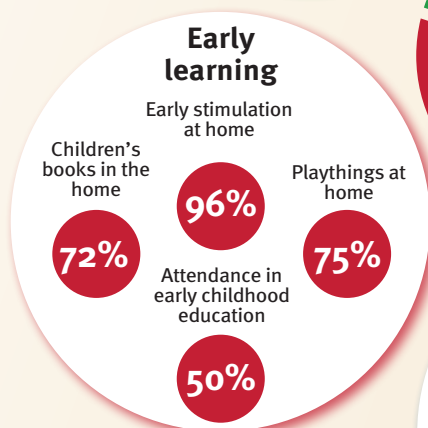 Early
learning
Early stimulation
at home
96%
Children’s
books in the
home
72%
Playthings at
home
75%
Attendance in
early childhood
education
50%